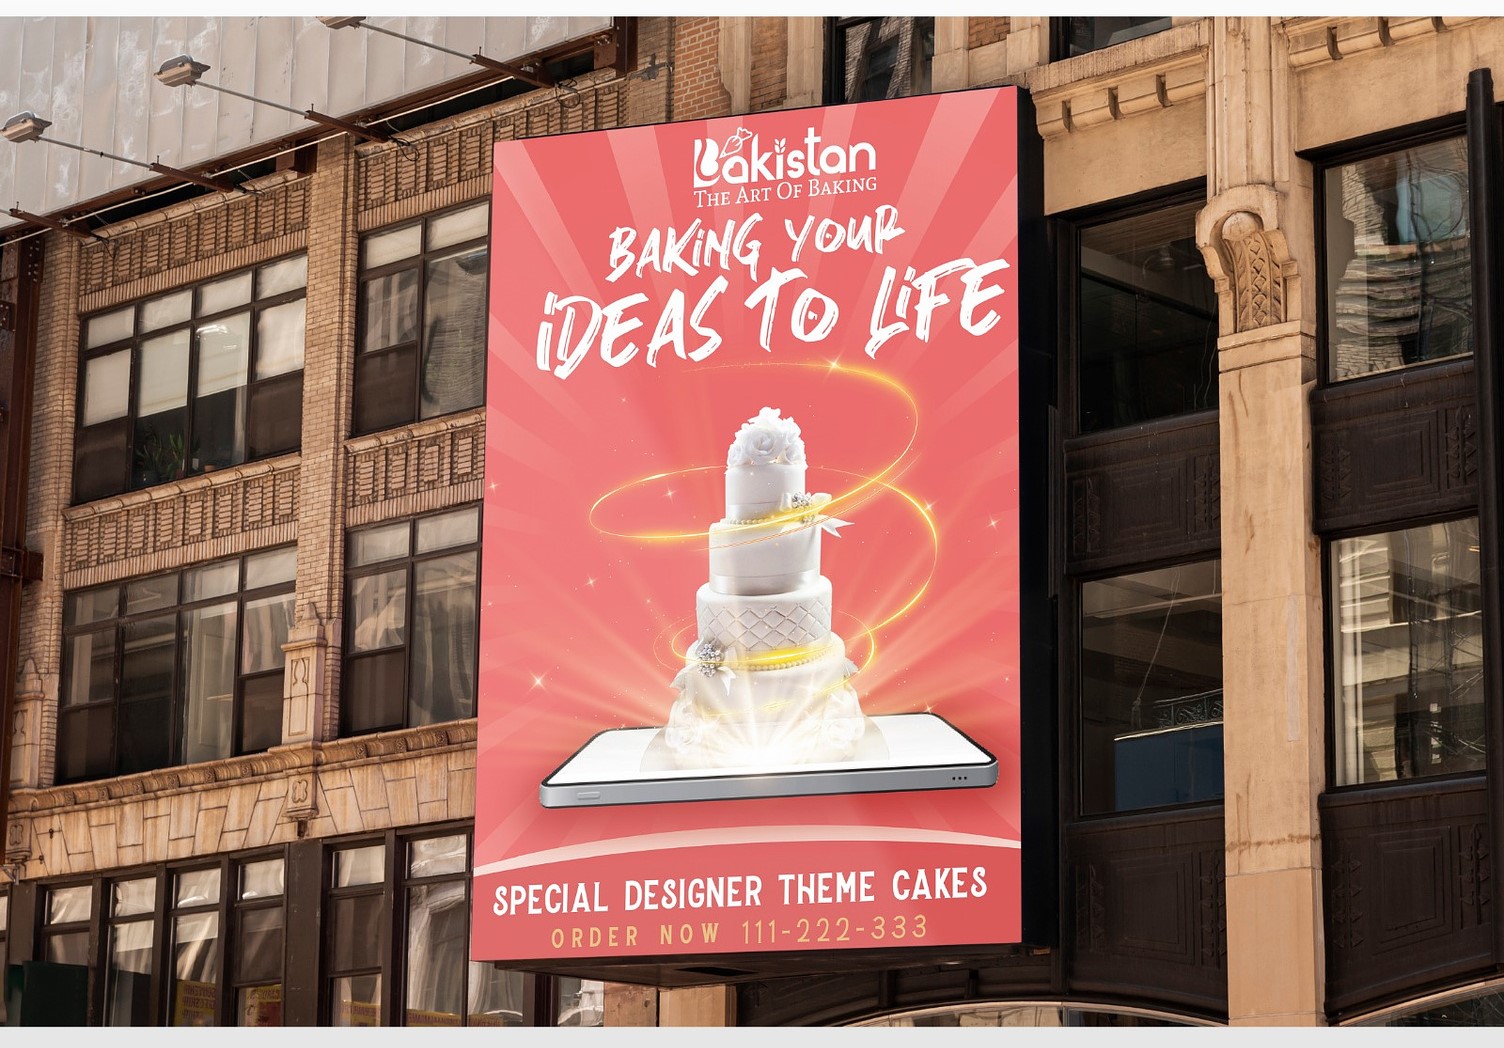 Bakistan
THE ART OF BAKING
BAKING YOUR
IDEAS TO LIFE
SPECIAL DESIGNER THEME CAKES
ORDER NOW 111-222-333